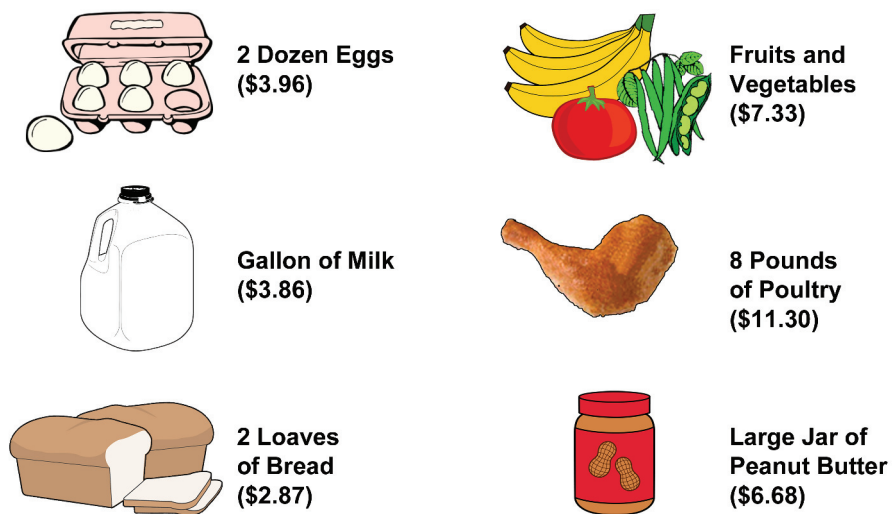 2 Dozen Eggs
($3.96)
Fruits and
Vegetables
($7.33)
Gallon of Milk
($3.86)
8 Pounds
of Poultry
($11.30)
2 Loaves
of Bread
($2.87)
Large Jar of
Peanut Butter
($6.68)